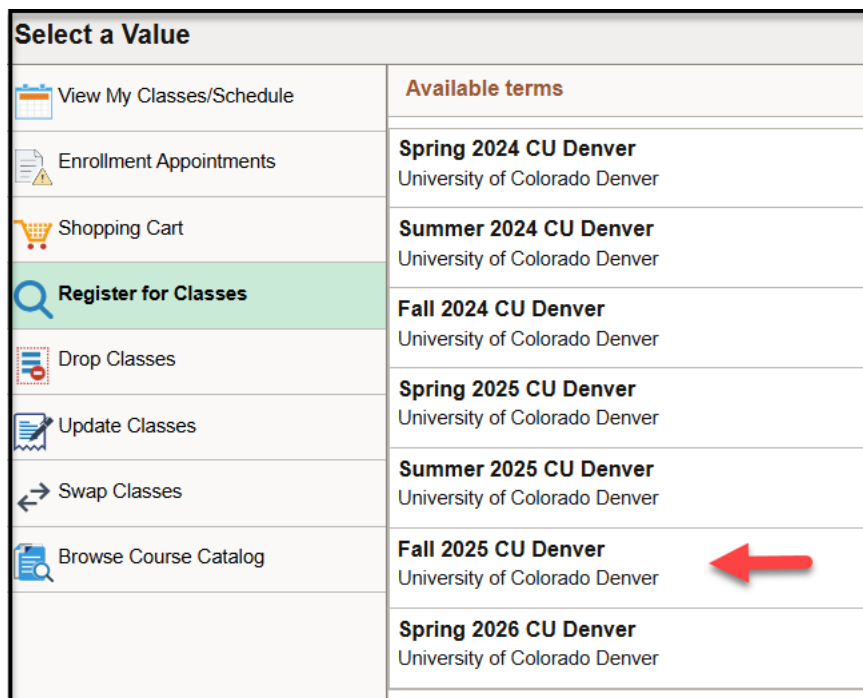 Select a Value
View My Classes/Schedule
Enrollment Appointments
Shopping Cart
Register for Classes
Drop Classes
Update Classes
Swap Classes
Browse Course Catalog
Available terms
Spring 2024 CU Denver
University of Colorado Denver
Summer 2024 CU Denver
University of Colorado Denver
Fall 2024 CU Denver
University of Colorado Denver
Spring 2025 CU Denver
University of Colorado Denver
Summer 2025 CU Denver
University of Colorado Denver
Fall 2025 CU Denver
University of Colorado Denver
Spring 2026 CU Denver
University of Colorado Denver